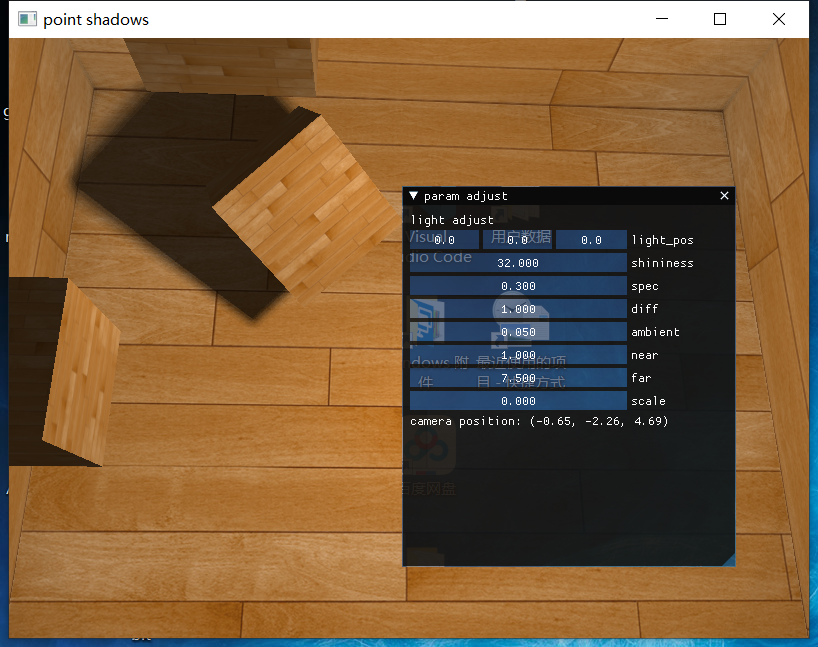 point shadows
param adjust
light adjust
0.0 0.0 0.0 light_pos
用户数据
Visual
dio Code
32.000 shininess
0.300 spec
1.000 diff
0.050 ambient
1.000 near
dows 附 最近使用的项
7.500 far
件 目 - 快捷方式
0.000 scale
camera position: (-0.65, -2.26, 4.69)
百度网盘